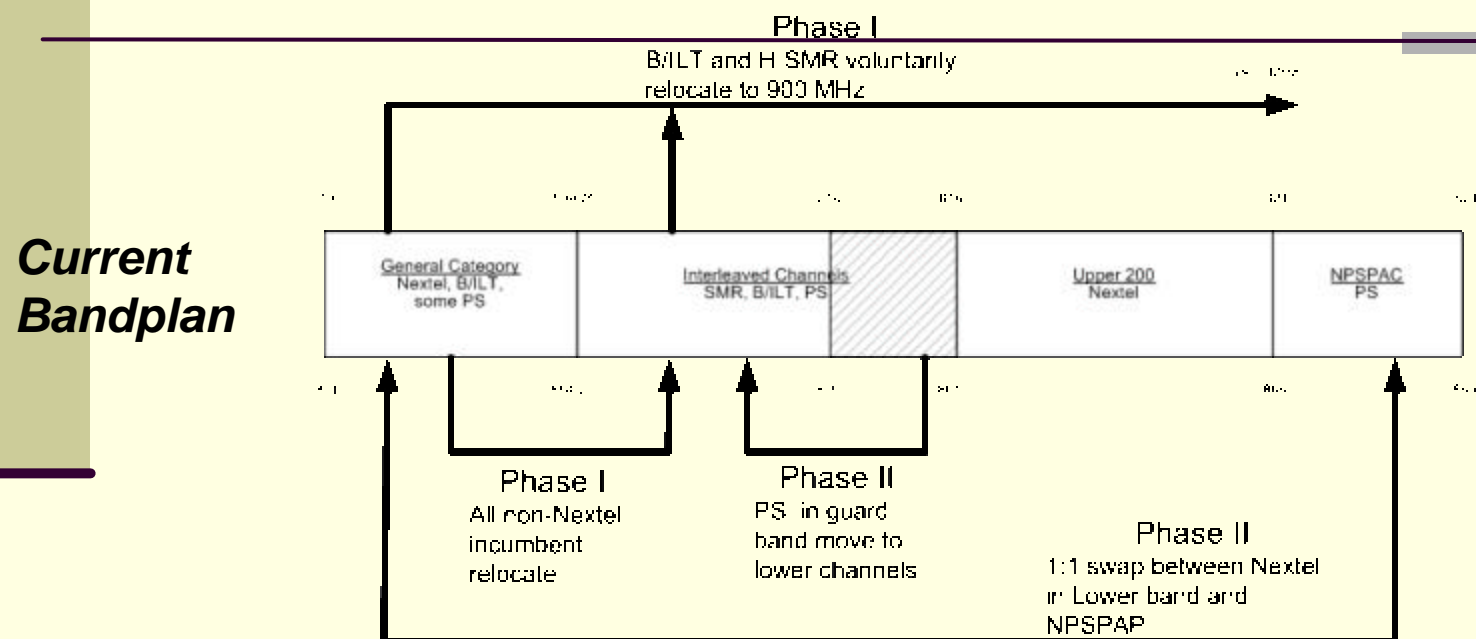 Phase I
B/ILT and H SMR voluntarily
relocate to 900 MHz
Current
Bandplan
General Category
Nextel, B/ILT,
some PS
Interleaved Channels
SMR, B/ILT, PS
Upper 200
Nextel
NPSPAC
PS
Phase I
All non-Nextel
incumbent
relocate
Phase II
PS in guard
band move to
lower channels
Phase II
1:1 swap between Nextel
in Lower band and
NPSPAP